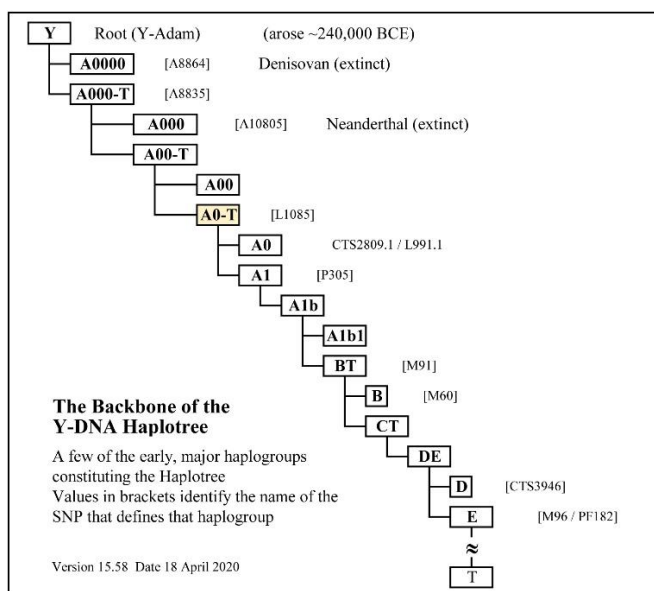 Y Root (Y-Adam) (arose ~240,000 BCE)
A0000 [A8864] Denisovan (extinct)
A000-T [A8835]
A000 [A10805] Neanderthal (extinct)
A00-T
A00
A0-T [L1085]
A0 CTS2809.1 / L991.1
A1 [P305]
A1b
A1b1
BT [M91]
B [M60]
CT
DE
D [CTS3946]
E [M96 / PF182]
≈
T
The Backbone of the
Y-DNA Haplotree
A few of the early, major haplogroups
constituting the Haplotree
Values in brackets identify the name of the
SNP that defines that haplogroup
Version 15.58 Date 18 April 2020